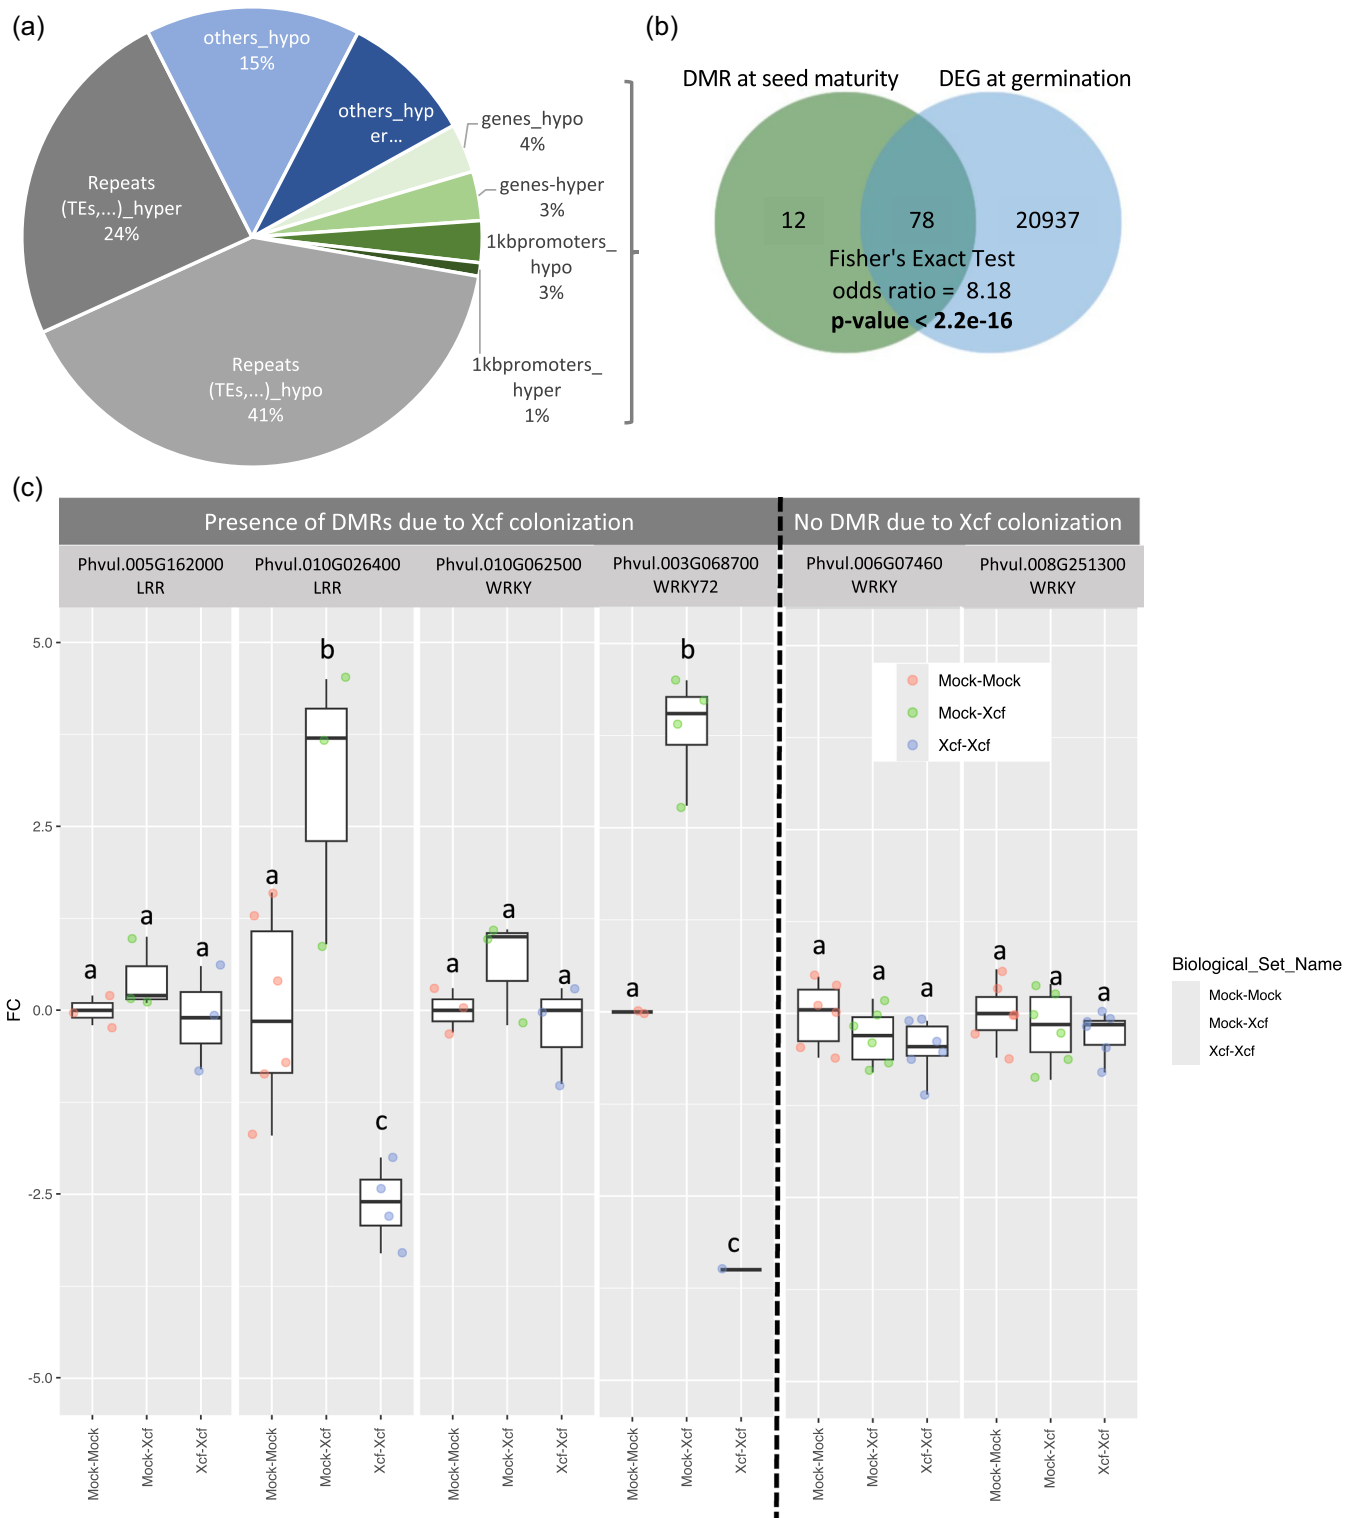 (a)
others_hypo
15%
others_hyp
er...
genes_hypo
4%
genes-hyper
3%
1kbpromoters_
hypo
3%
1kbpromoters_
hyper
1%
Repeats
(TEs,...)_hyper
24%
Repeats
(TEs,...)_hypo
41%
(b)
DMR at seed maturity
DEG at germination
12
78
20937
Fisher's Exact Test
odds ratio = 8.18
p-value < 2.2e-16
(c)
Presence of DMRs due to Xcf colonization
No DMR due to Xcf colonization
Phvul.005G162000
LRR
Phvul.010G026400
LRR
Phvul.010G062500
WRKY
Phvul.003G068700
WRKY72
Phvul.006G07460
WRKY
Phvul.008G251300
WRKY
FC
5.0
2.5
0.0
-2.5
-5.0
a
a
a
a
b
c
a
a
a
a
b
c
a
a
a
a
a
a
Mock-Mock
Mock-Xcf
Xcf-Xcf
Mock-Mock
Mock-Xcf
Xcf-Xcf
Mock-Mock
Mock-Xcf
Xcf-Xcf
Mock-Mock
Mock-Xcf
Xcf-Xcf
Mock-Mock
Mock-Xcf
Xcf-Xcf
Mock-Mock
Mock-Xcf
Xcf-Xcf
Mock-Mock
Mock-Xcf
Xcf-Xcf
Biological_Set_Name
Mock-Mock
Mock-Xcf
Xcf-Xcf